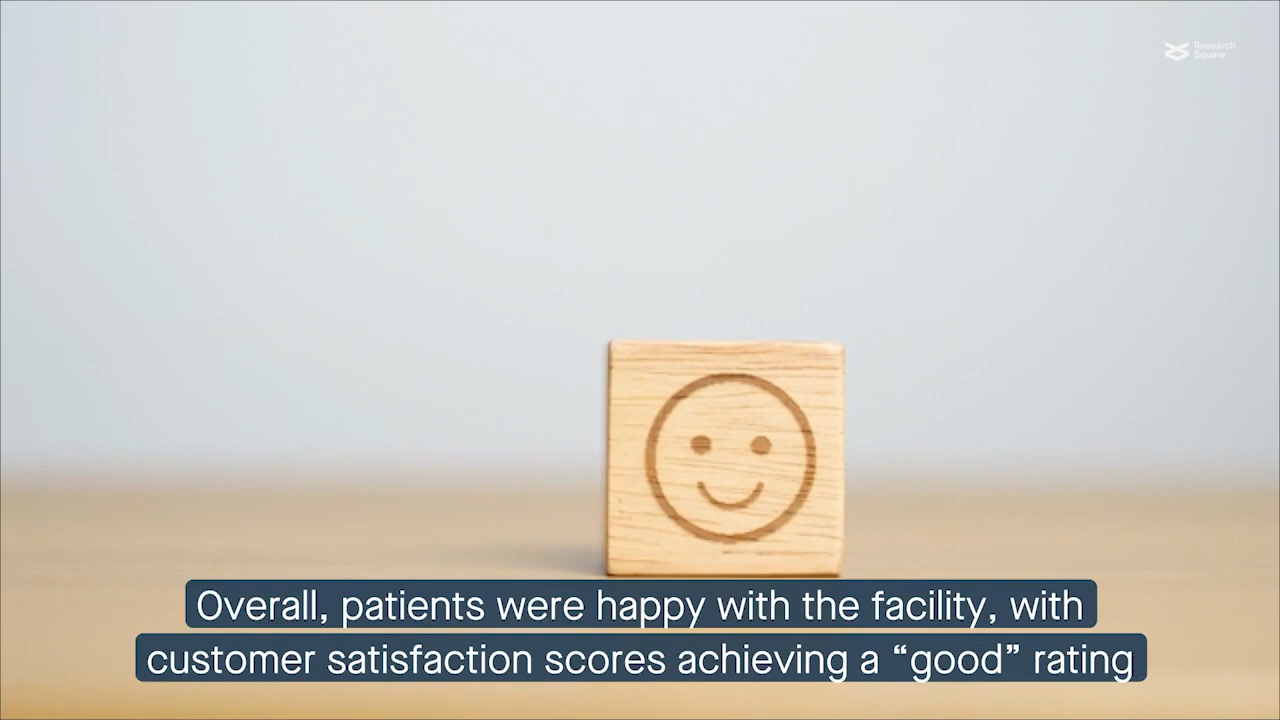 Research
Square
Overall, patients were happy with the facility, with
customer satisfaction scores achieving a “good” rating